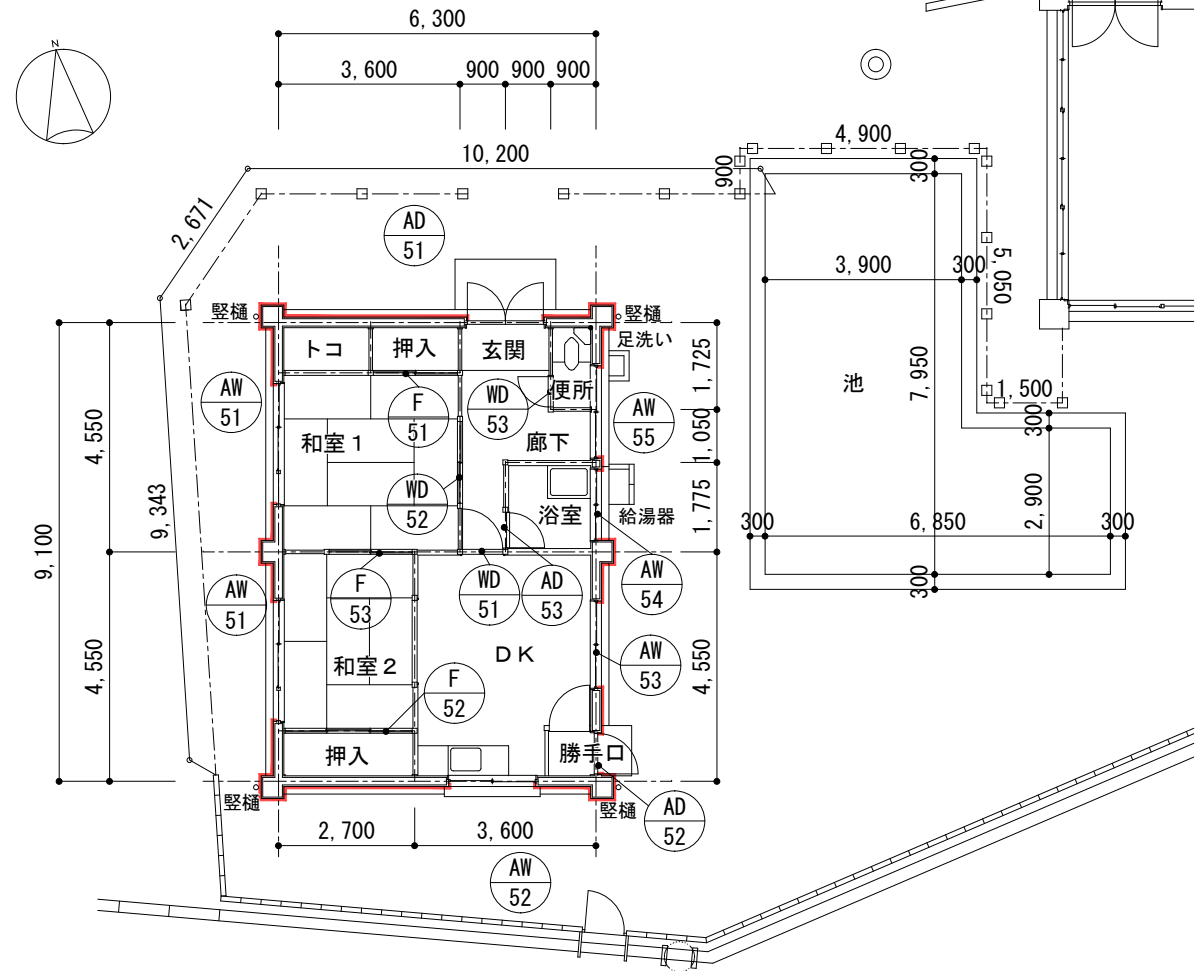 6,300
3,600
900
900
900
N
10,200
4,900
900
300
2,671
AD
51
3,900
300
5,050
竪樋
竪樋
足洗い
トコ
押入
玄関
便所
1,725
7,950
池
1,500
300
AW
51
F
51
WD
53
AW
55
4,550
和室1
廊下
1,050
WD
52
浴室
給湯器
1,775
2,900
9,343
9,100
300
6,850
300
300
AW
51
F
53
WD
51
AD
53
AW
54
DK
和室2
AW
53
F
52
4,550
4,550
押入
勝手口
竪樋
竪樋
AD
52
2,700
3,600
AW
52